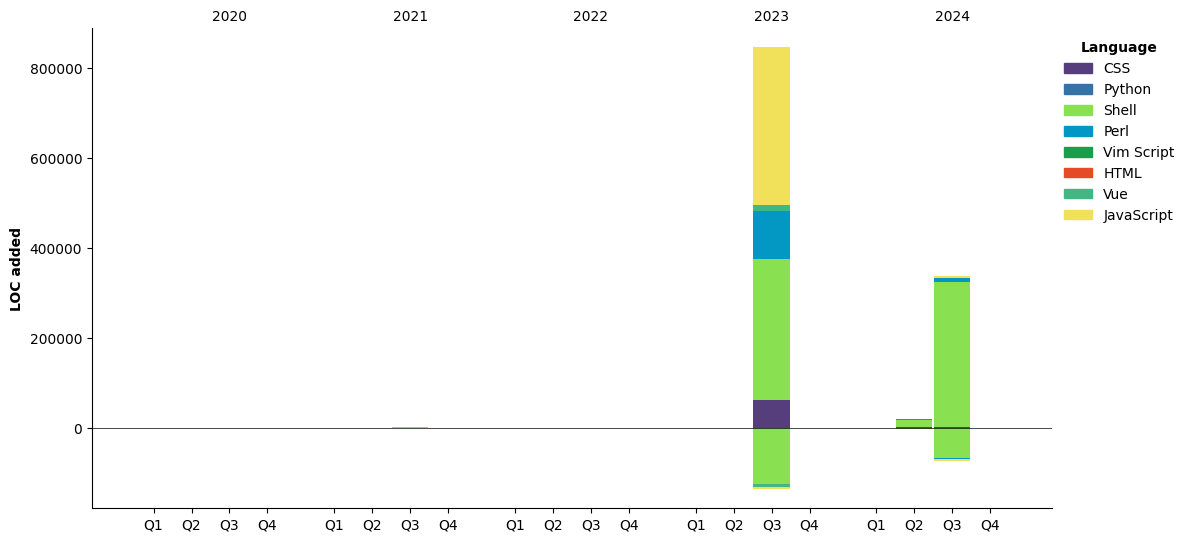 2020 2021 2022 2023 2024
Language
CSS
Python
Shell
Perl
Vim Script
HTML
Vue
JavaScript
LOC added
800000
600000
400000
200000
0
Q1 Q2 Q3 Q4 Q1 Q2 Q3 Q4 Q1 Q2 Q3 Q4 Q1 Q2 Q3 Q4 Q1 Q2 Q3 Q4